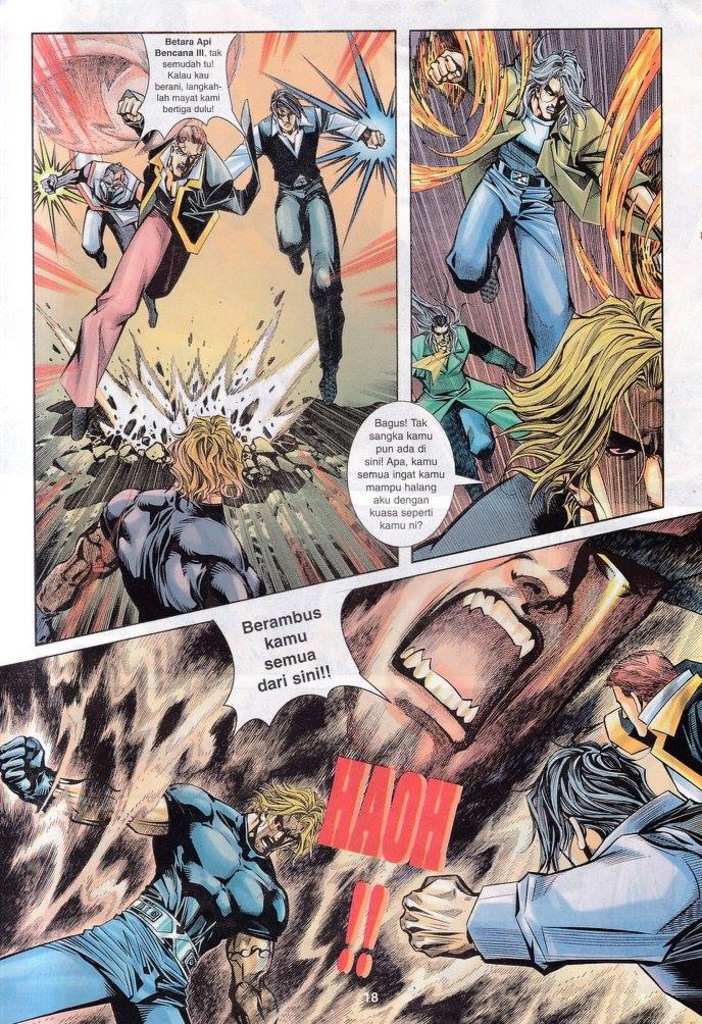 Betara Api
Bencana III, tak
semudah tu!
Kalau kau
berani, langkah-
lah mayat kami
bertiga dulu!
Bagus! Tak
sangka kamu
pun ada di
sini! Apa, kamu
semua ingat kamu
mampu halang
aku dengan
kuasa seperti
kamu ni?
Berambus
kamu
semua
dari sini!!
HAOH
!!
18